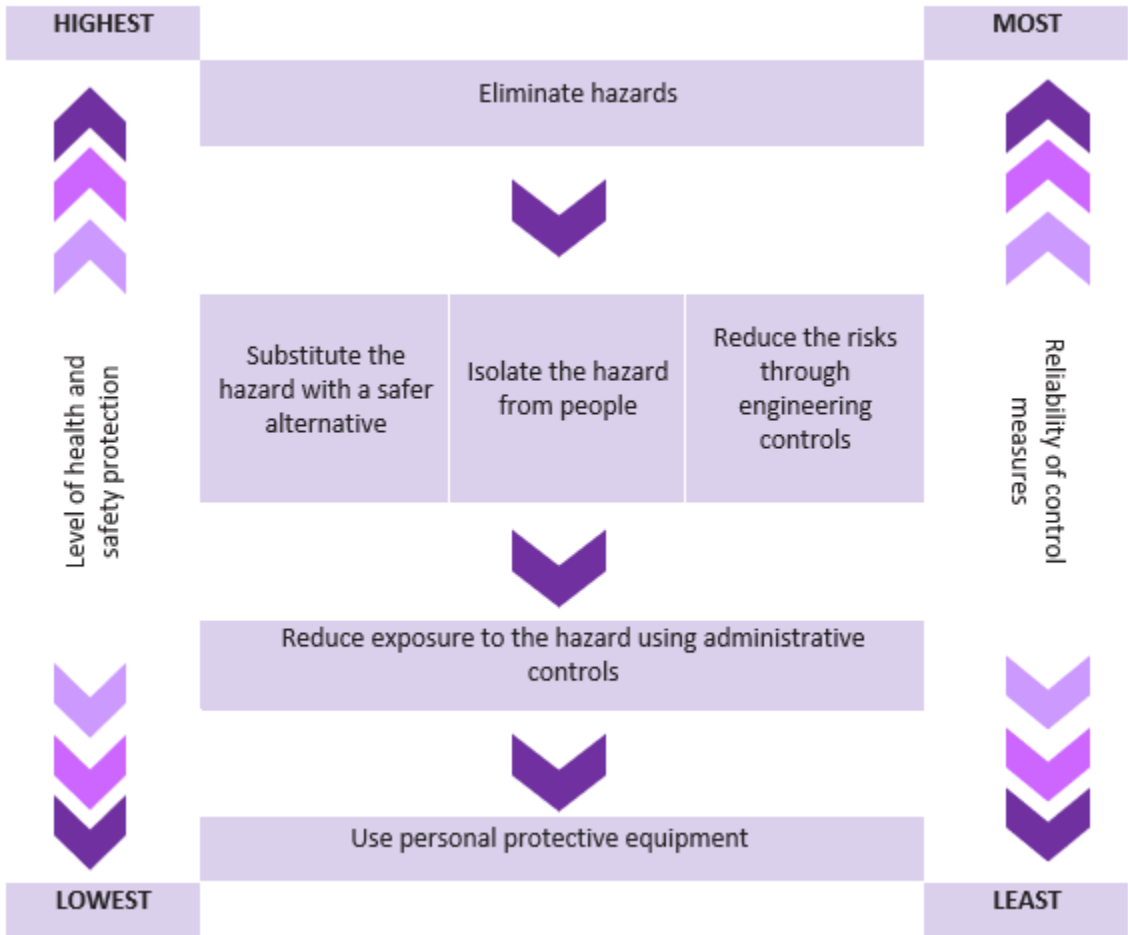 HIGHEST
MOST
Eliminate hazards
Substitute the
hazard with a safer
alternative
Isolate the hazard
from people
Reduce the risks
through
engineering
controls
Level of health and
safety protection
Reliability of control
measures
Reduce exposure to the hazard using administrative
controls
Use personal protective equipment
LOWEST
LEAST